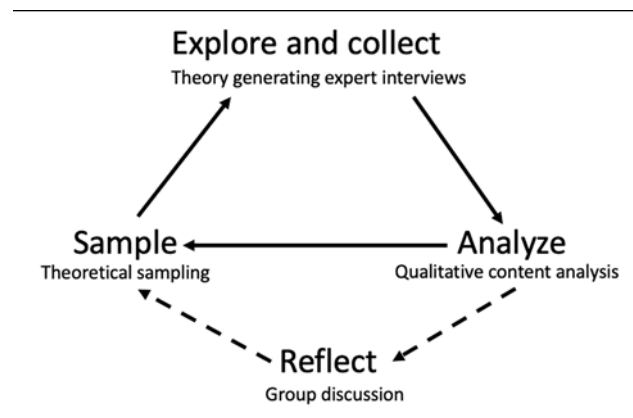 Explore and collect
Theory generating expert interviews
Sample
Theoretical sampling
Analyze
Qualitative content analysis
Reflect
Group discussion